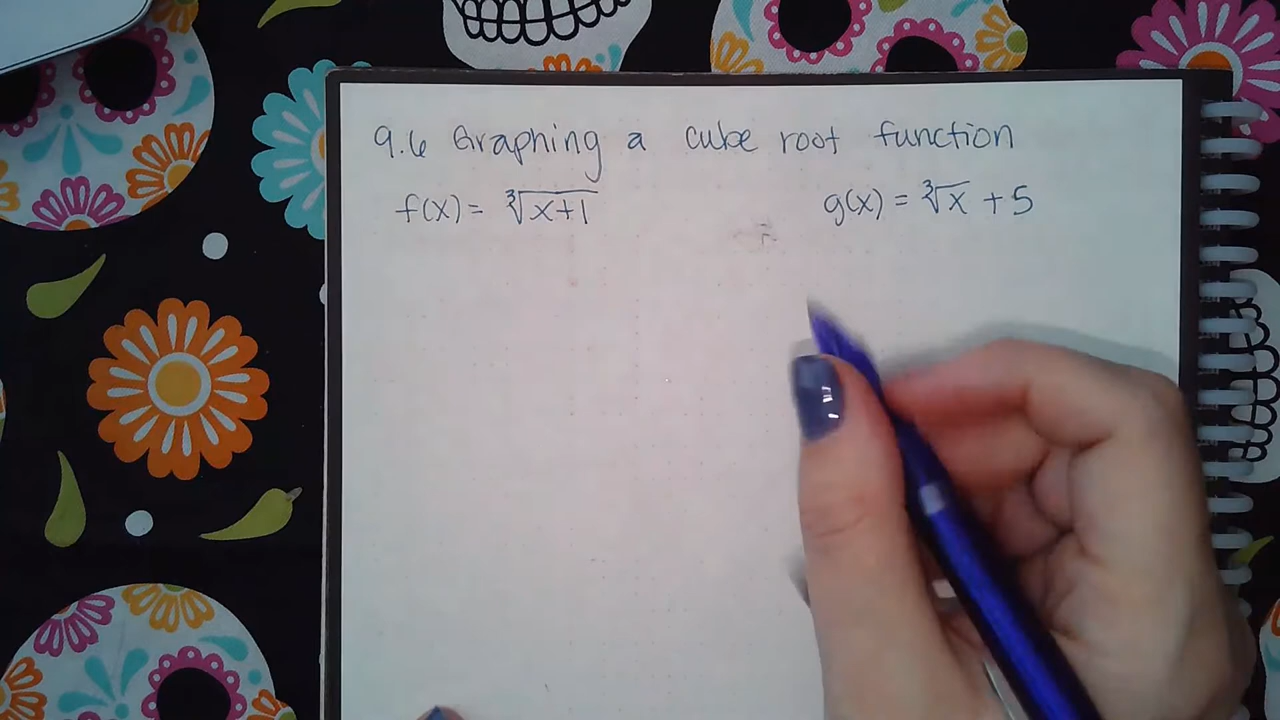 9.6 Graphing a cube root function
f(x) = ∛(x+1)
g(x) = ∛x + 5